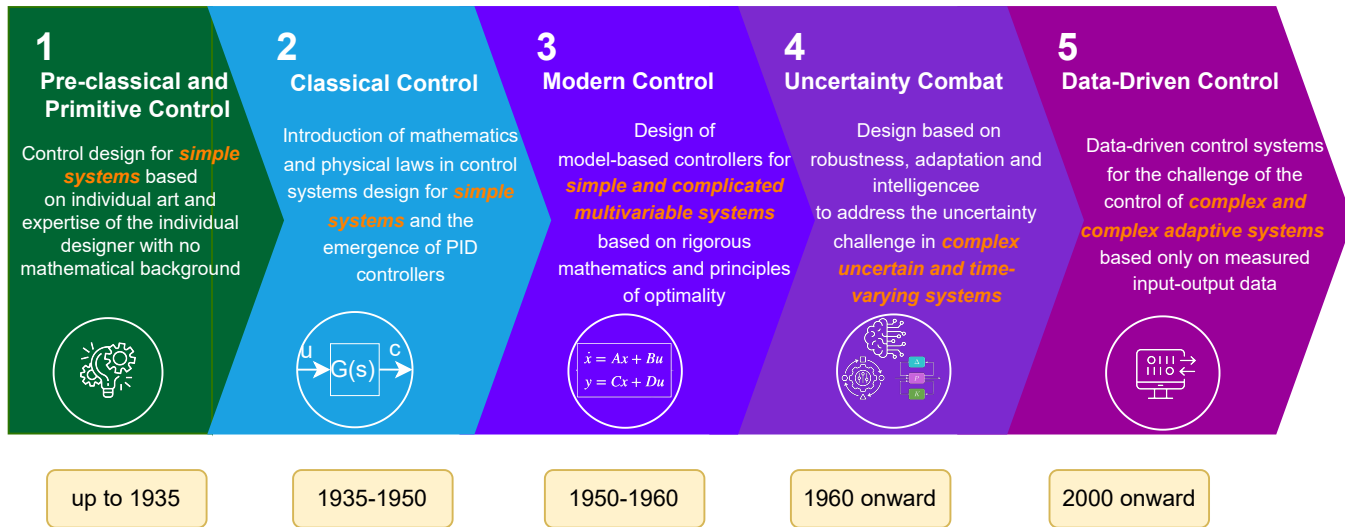 1
Pre-classical and
Primitive Control
Control design for simple
systems based
on individual art and
expertise of the individual
designer with no
mathematical background
2
Classical Control
Introduction of mathematics
and physical laws in control
systems design for simple
systems and the
emergence of PID
controllers
u
G(s)
c
3
Modern Control
Design of
model-based controllers for
simple and complicated
multivariable systems
based on rigorous
mathematics and principles
of optimality
ẋ = Ax + Bu
y = Cx + Du
4
Uncertainty Combat
Design based on
robustness, adaptation and
intelligencee
to address the uncertainty
challenge in complex
uncertain and time-
varying systems
Δ
P
K
5
Data-Driven Control
Data-driven control systems
for the challenge of the
control of complex and
complex adaptive systems
based only on measured
input-output data
up to 1935
1935-1950
1950-1960
1960 onward
2000 onward